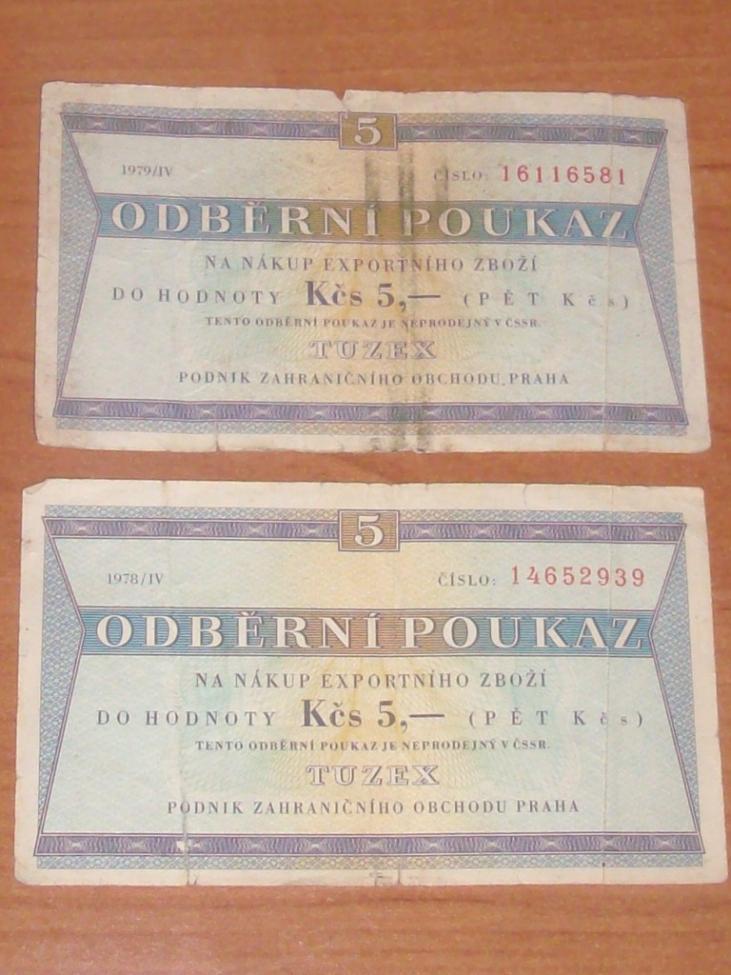 5
1979/IV ČÍSLO: 16116581
ODBĚRNÍ POUKAZ
NA NÁKUP EXPORTNÍHO ZBOŽÍ
DO HODNOTY Kčs 5,— (PĚT Kčs)
TENTO ODBĚRNÍ POUKAZ JE NEPRODEJNÝ V ČSSR.
TUZEX
PODNIK ZAHRANIČNÍHO OBCHODU, PRAHA
5
1978/IV ČÍSLO: 14652939
ODBĚRNÍ POUKAZ
NA NÁKUP EXPORTNÍHO ZBOŽÍ
DO HODNOTY Kčs 5,— (PĚT Kčs)
TENTO ODBĚRNÍ POUKAZ JE NEPRODEJNÝ V ČSSR.
TUZEX
PODNIK ZAHRANIČNÍHO OBCHODU PRAHA